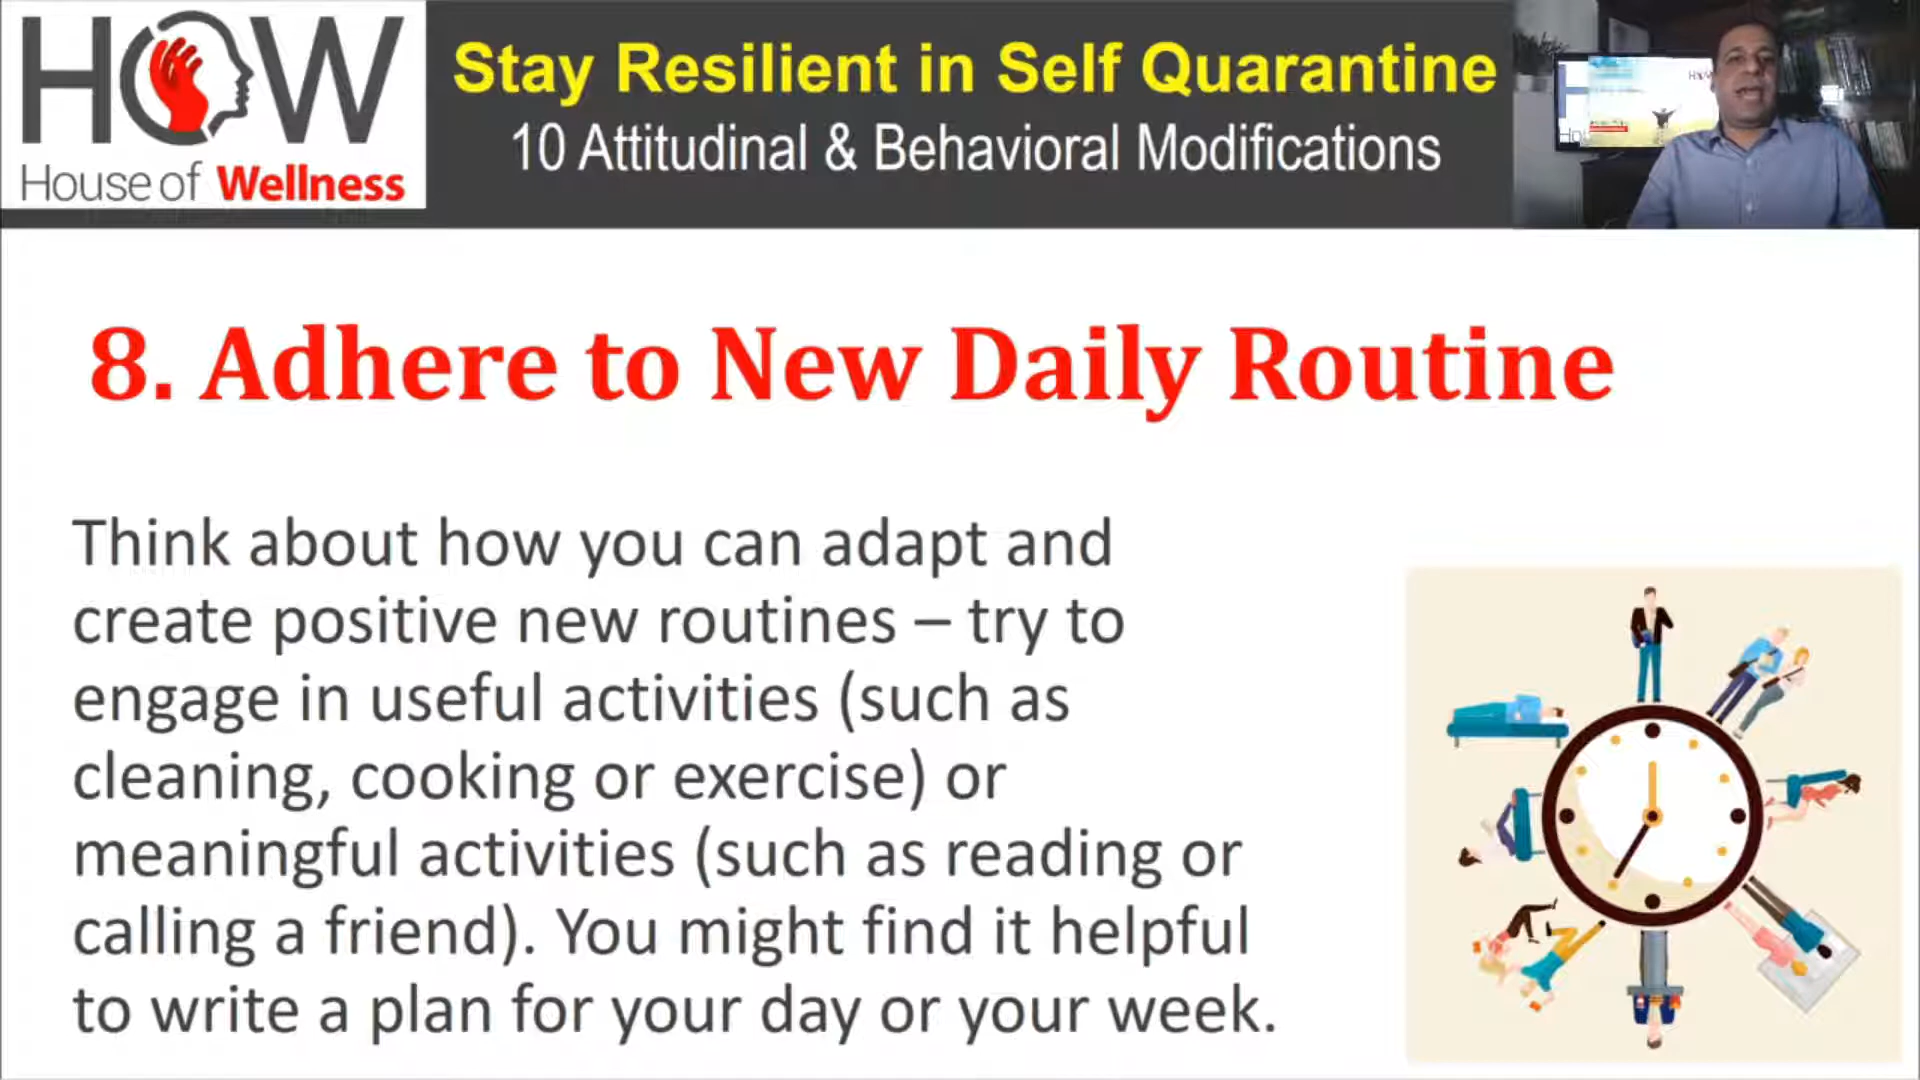 HOW
House of Wellness
Stay Resilient in Self Quarantine
10 Attitudinal & Behavioral Modifications
8. Adhere to New Daily Routine
Think about how you can adapt and
create positive new routines – try to
engage in useful activities (such as
cleaning, cooking or exercise) or
meaningful activities (such as reading or
calling a friend). You might find it helpful
to write a plan for your day or your week.